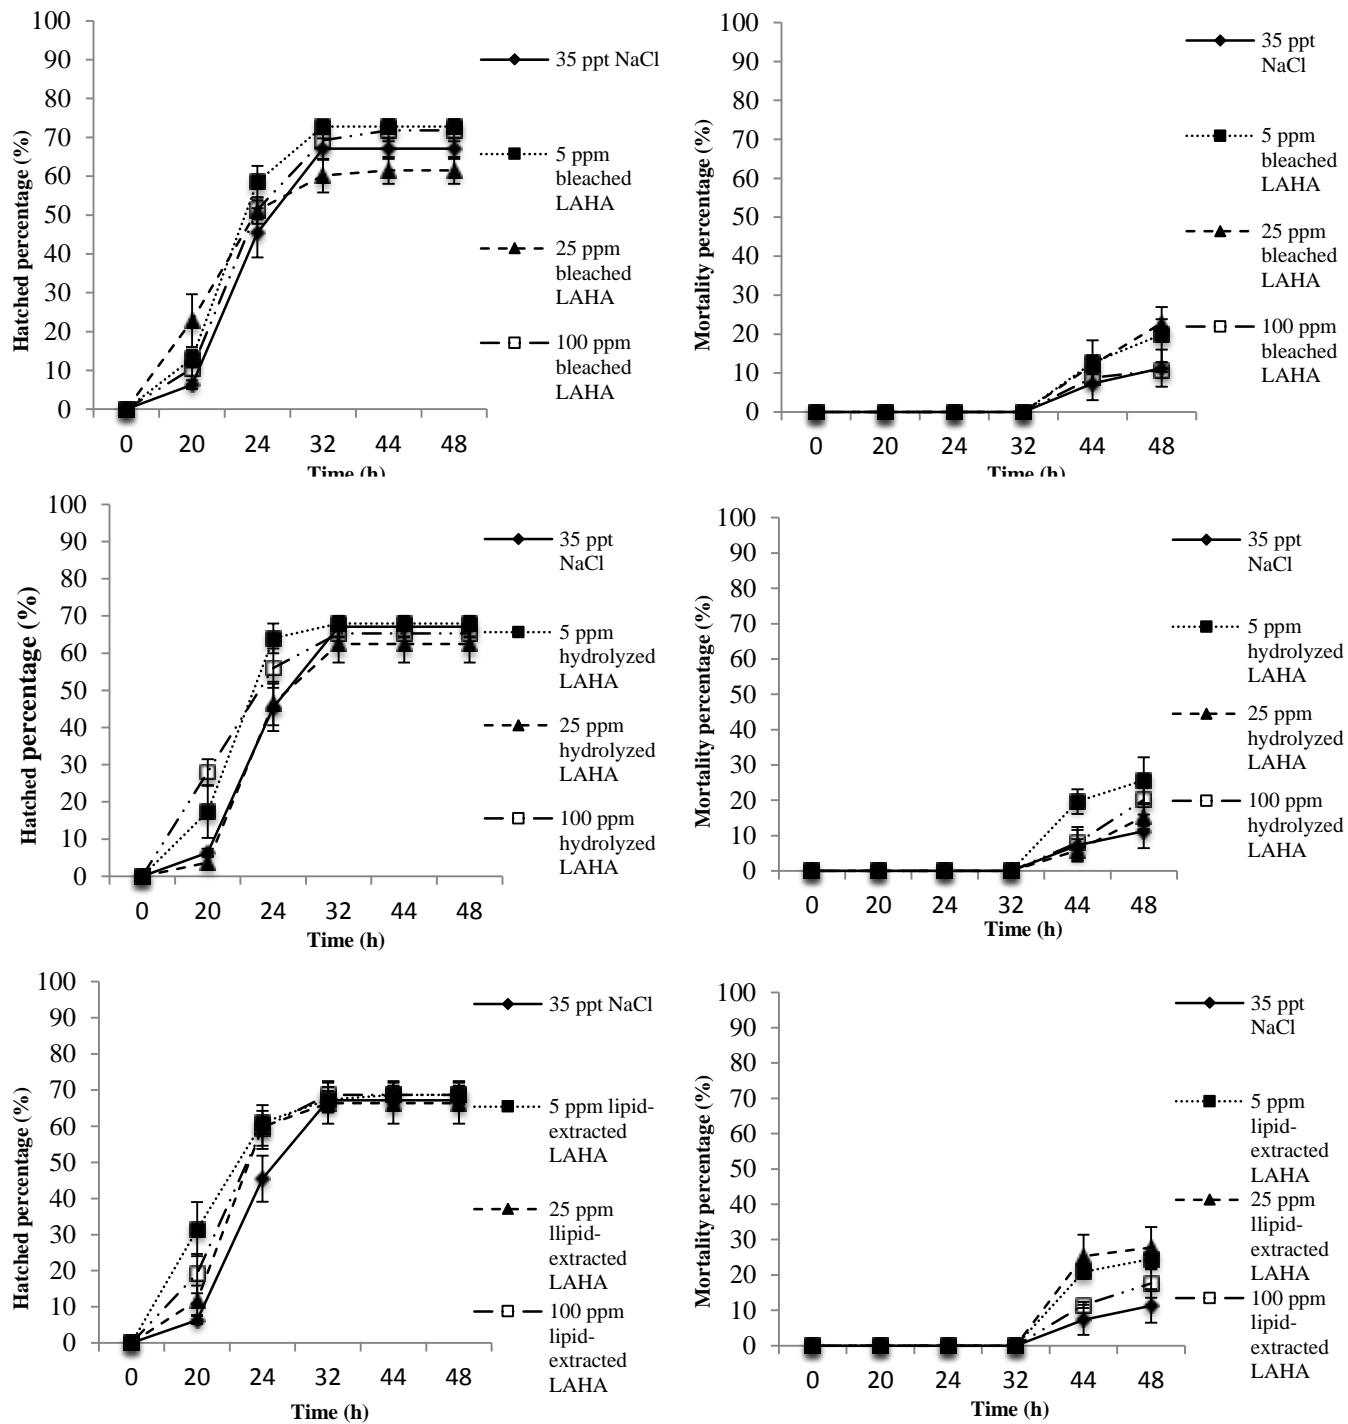 Hatched percentage (%)
100
90
80
70
60
50
40
30
20
10
0
0 20 24 32 44 48
Time (h)
35 ppt NaCl
5 ppm
bleached
LAHA
25 ppm
bleached
LAHA
100 ppm
bleached
LAHA
Mortality percentage (%)
100
90
80
70
60
50
40
30
20
10
0
0 20 24 32 44 48
Time (h)
35 ppt
NaCl
5 ppm
bleached
LAHA
25 ppm
bleached
LAHA
100 ppm
bleached
LAHA
Hatched percentage (%)
100
90
80
70
60
50
40
30
20
10
0
0 20 24 32 44 48
Time (h)
35 ppt
NaCl
5 ppm
hydrolyzed
LAHA
25 ppm
hydrolyzed
LAHA
100 ppm
hydrolyzed
LAHA
Mortality percentage (%)
100
90
80
70
60
50
40
30
20
10
0
0 20 24 32 44 48
Time (h)
35 ppt
NaCl
5 ppm
hydrolyzed
LAHA
25 ppm
hydrolyzed
LAHA
100 ppm
hydrolyzed
LAHA
Hatched percentage (%)
100
90
80
70
60
50
40
30
20
10
0
0 20 24 32 44 48
Time (h)
35 ppt NaCl
5 ppm lipid-
extracted
LAHA
25 ppm
llipid-
extracted
LAHA
100 ppm
lipid-
extracted
LAHA
Mortality percentage (%)
100
90
80
70
60
50
40
30
20
10
0
0 20 24 32 44 48
Time (h)
35 ppt
NaCl
5 ppm
lipid-
extracted
LAHA
25 ppm
llipid-
extracted
LAHA
100 ppm
lipid-
extracted
LAHA